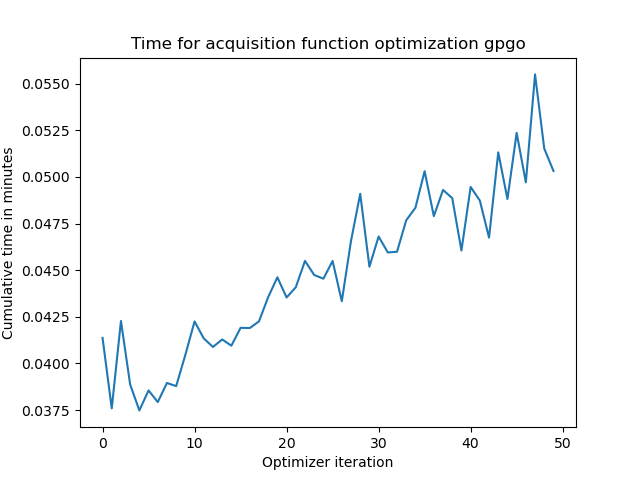 Time for acquisition function optimization gpgo
Cumulative time in minutes
0.0550
0.0525
0.0500
0.0475
0.0450
0.0425
0.0400
0.0375
0 10 20 30 40 50
Optimizer iteration